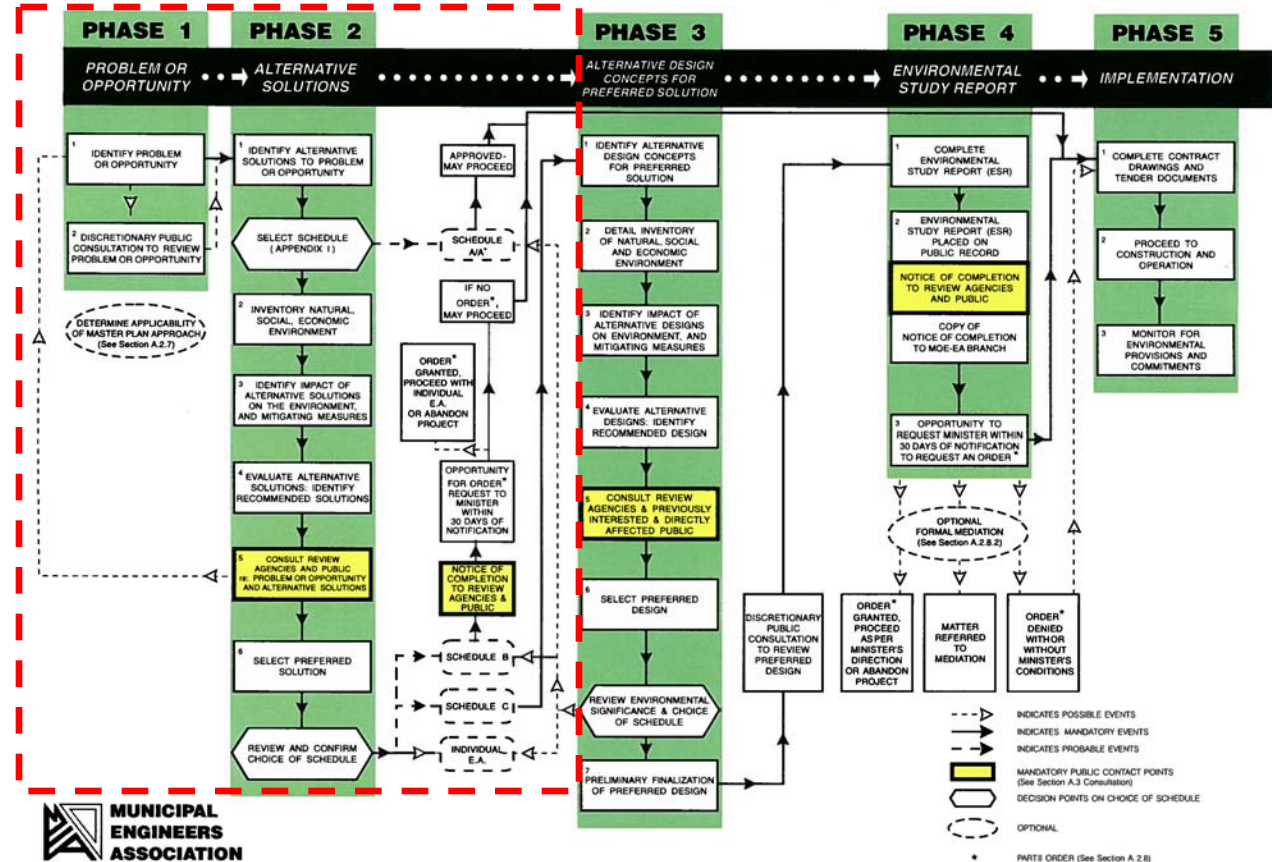 PHASE 1
PROBLEM OR
OPPORTUNITY
1
IDENTIFY PROBLEM
OR OPPORTUNITY
2
DISCRETIONARY PUBLIC
CONSULTATION TO REVIEW
PROBLEM OR OPPORTUNITY
DETERMINE APPLICABILITY
OF MASTER PLAN APPROACH
(See Section A.2.7)
PHASE 2
ALTERNATIVE
SOLUTIONS
1
IDENTIFY ALTERNATIVE
SOLUTIONS TO PROBLEM
OR OPPORTUNITY
SELECT SCHEDULE
(APPENDIX I)
2
INVENTORY NATURAL,
SOCIAL, ECONOMIC
ENVIRONMENT
3
IDENTIFY IMPACT OF
ALTERNATIVE SOLUTIONS
ON THE ENVIRONMENT,
AND MITIGATING MEASURES
4
EVALUATE ALTERNATIVE
SOLUTIONS: IDENTIFY
RECOMMENDED SOLUTIONS
5
CONSULT REVIEW
AGENCIES AND PUBLIC
re: PROBLEM OR OPPORTUNITY
AND ALTERNATIVE SOLUTIONS
6
SELECT PREFERRED
SOLUTION
REVIEW AND CONFIRM
CHOICE OF SCHEDULE
APPROVED-
MAY PROCEED
SCHEDULE
A/A+
IF NO
ORDER*,
MAY PROCEED
ORDER*
GRANTED,
PROCEED WITH
INDIVIDUAL
E.A.
OR ABANDON
PROJECT
OPPORTUNITY
FOR ORDER*
REQUEST TO
MINISTER
WITHIN
30 DAYS OF
NOTIFICATION
NOTICE OF
COMPLETION
TO REVIEW
AGENCIES &
PUBLIC
SCHEDULE B
SCHEDULE C
INDIVIDUAL
E.A.
PHASE 3
ALTERNATIVE DESIGN
CONCEPTS FOR
PREFERRED SOLUTION
1
IDENTIFY ALTERNATIVE
DESIGN CONCEPTS
FOR PREFERRED
SOLUTION
2
DETAIL INVENTORY
OF NATURAL, SOCIAL
AND ECONOMIC
ENVIRONMENT
3
IDENTIFY IMPACT OF
ALTERNATIVE DESIGNS
ON ENVIRONMENT, AND
MITIGATING MEASURES
4
EVALUATE ALTERNATIVE
DESIGNS: IDENTIFY
RECOMMENDED DESIGN
5
CONSULT REVIEW
AGENCIES & PREVIOUSLY
INTERESTED & DIRECTLY
AFFECTED PUBLIC
6
SELECT PREFERRED
DESIGN
REVIEW ENVIRONMENTAL
SIGNIFICANCE & CHOICE
OF SCHEDULE
7
PRELIMINARY FINALIZATION
OF PREFERRED DESIGN
DISCRETIONARY
PUBLIC
CONSULTATION
TO REVIEW
PREFERRED
DESIGN
PHASE 4
ENVIRONMENTAL
STUDY REPORT
1
COMPLETE
ENVIRONMENTAL
STUDY REPORT (ESR)
2
ENVIRONMENTAL
STUDY REPORT (ESR)
PLACED ON
PUBLIC RECORD
NOTICE OF COMPLETION
TO REVIEW AGENCIES
AND PUBLIC
COPY OF
NOTICE OF COMPLETION
TO MOE-EA BRANCH
3
OPPORTUNITY TO
REQUEST MINISTER WITHIN
30 DAYS OF NOTIFICATION
TO REQUEST AN ORDER*
OPTIONAL
FORMAL MEDIATION
(See Section A.2.8.2)
ORDER*
GRANTED,
PROCEED
AS PER
MINISTER'S
DIRECTION
OR ABANDON
PROJECT
MATTER
REFERRED
TO
MEDIATION
ORDER*
DENIED
WITH OR
WITHOUT
MINISTER'S
CONDITIONS
PHASE 5
IMPLEMENTATION
1
COMPLETE CONTRACT
DRAWINGS AND
TENDER DOCUMENTS
2
PROCEED TO
CONSTRUCTION AND
OPERATION
3
MONITOR FOR
ENVIRONMENTAL
PROVISIONS AND
COMMITMENTS
INDICATES POSSIBLE EVENTS
INDICATES MANDATORY EVENTS
INDICATES PROBABLE EVENTS
MANDATORY PUBLIC CONTACT POINTS
(See Section A.3 Consultation)
DECISION POINTS ON CHOICE OF SCHEDULE
OPTIONAL
* PART II ORDER (See Section A.2.8)
MUNICIPAL
ENGINEERS
ASSOCIATION